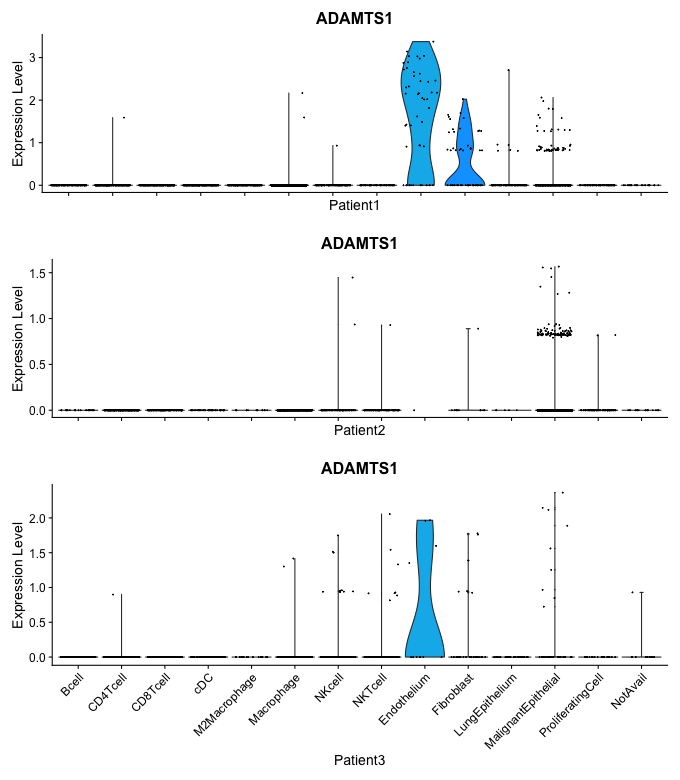 ADAMTS1
Expression Level
3
2
1
0
Patient1
ADAMTS1
Expression Level
1.5
1.0
0.5
0.0
Patient2
ADAMTS1
Expression Level
2.0
1.5
1.0
0.5
0.0
Bcell
CD4Tcell
CD8Tcell
cDC
M2Macrophage
Macrophage
NKcell
NKTcell
Endothelium
Fibroblast
LungEpithelium
MalignantEpithelial
ProliferatingCell
NotAvail
Patient3